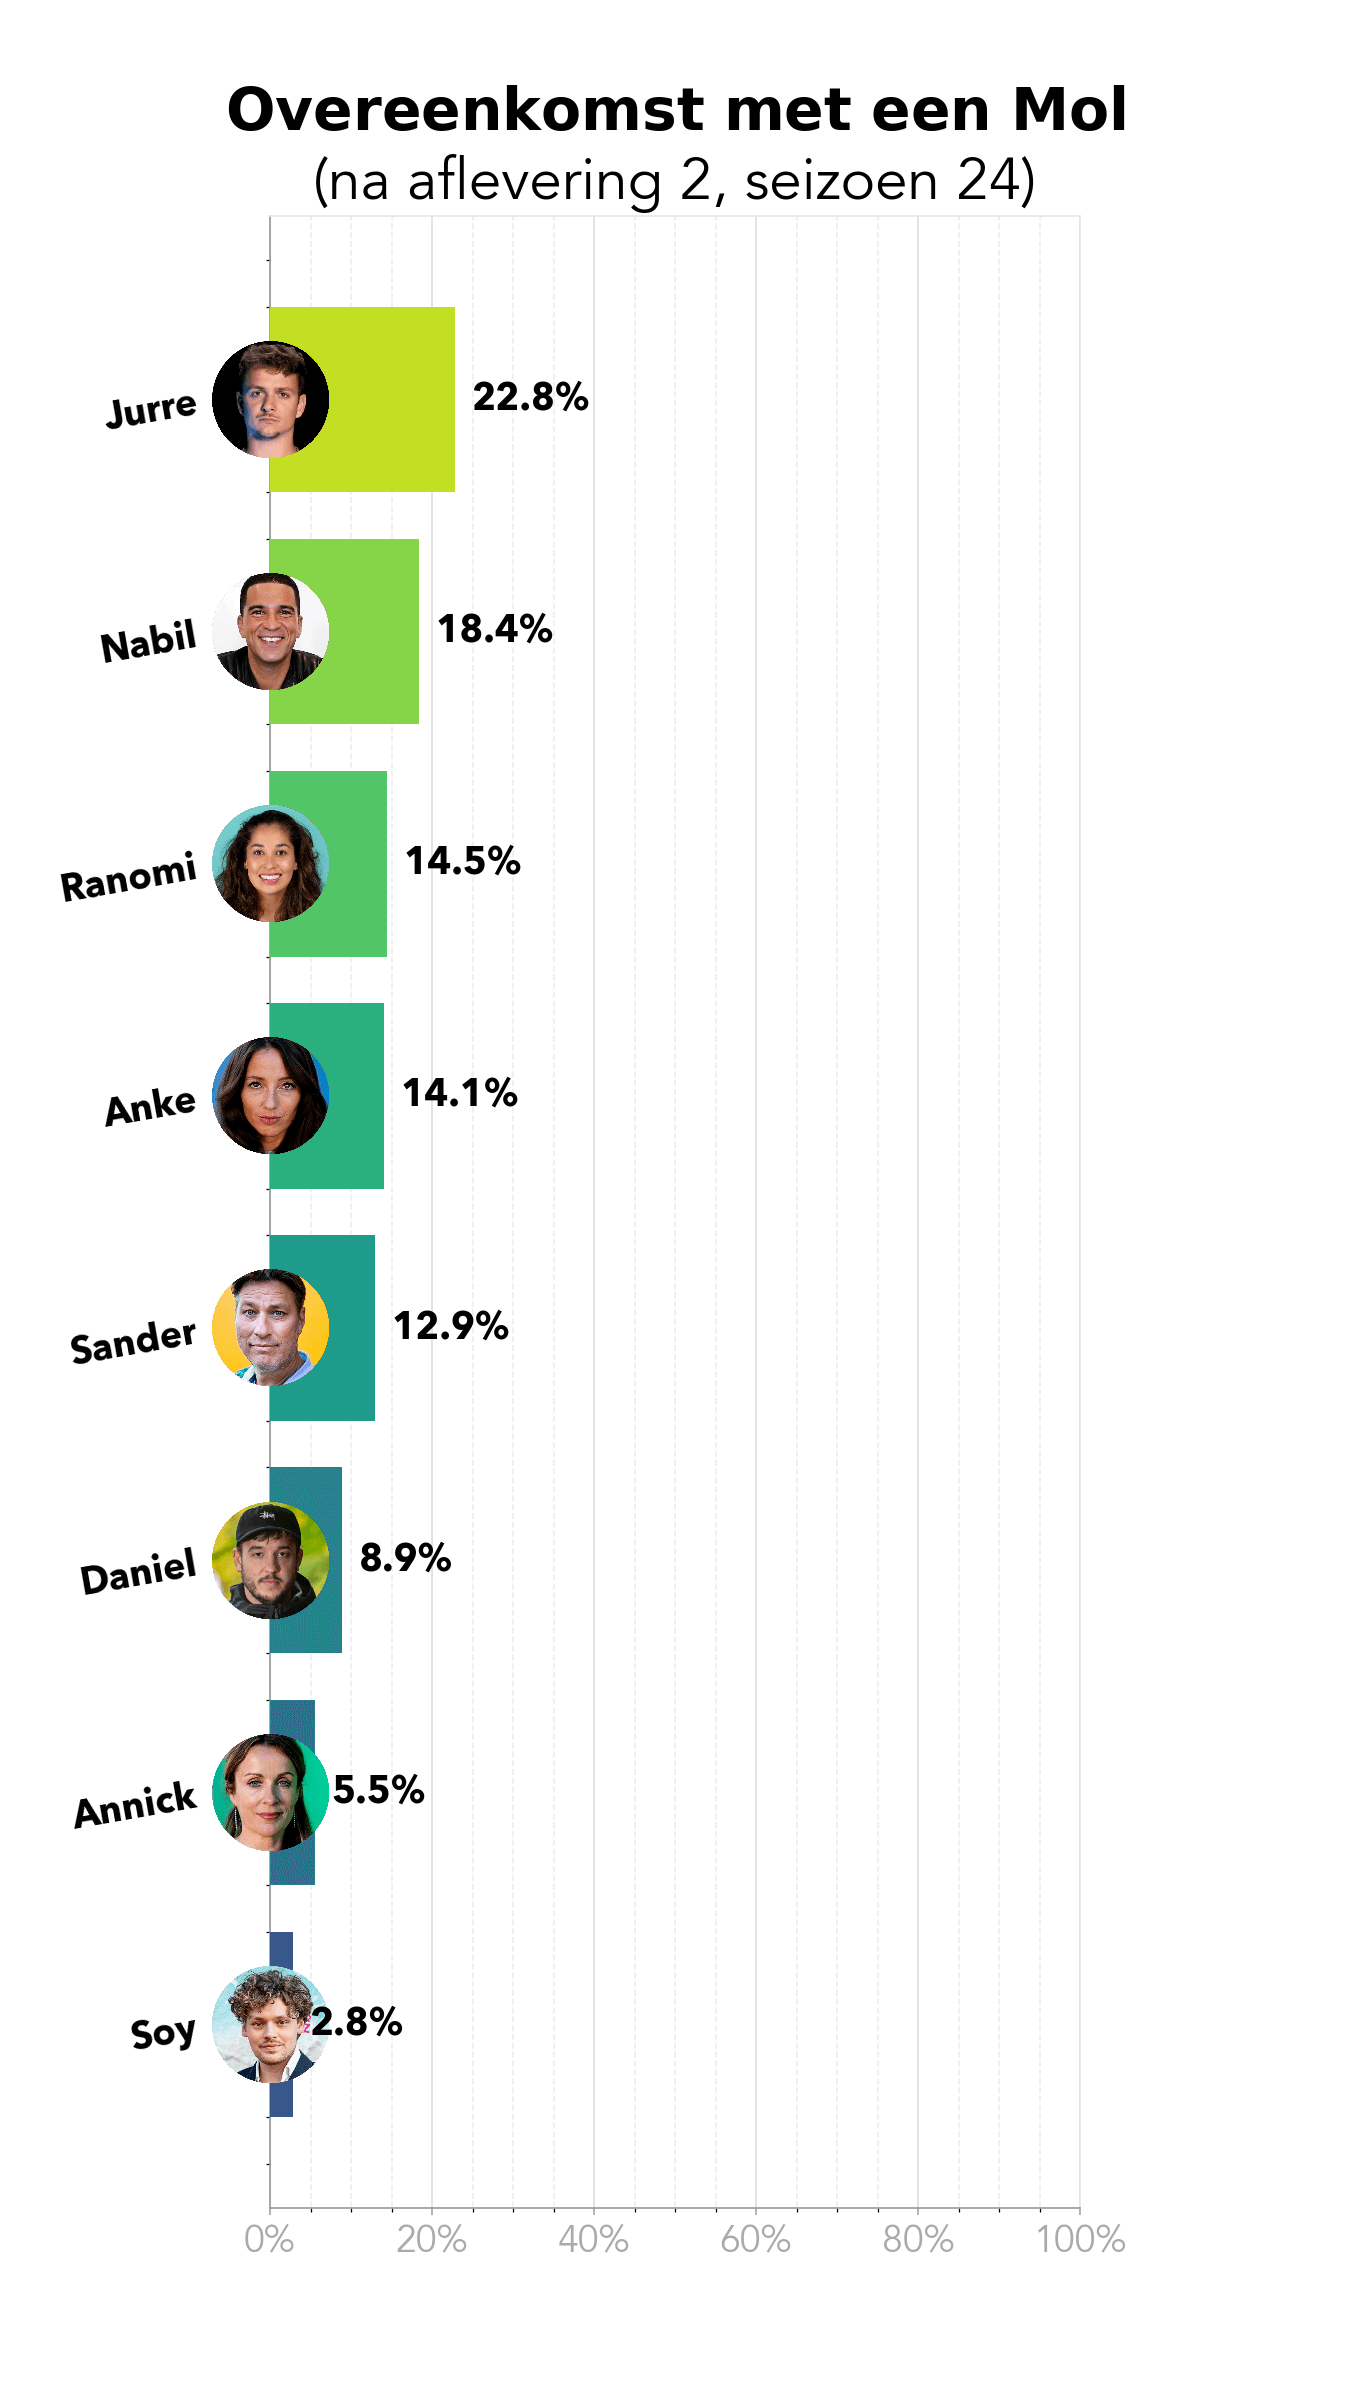 Overeenkomst met een Mol
(na aflevering 2, seizoen 24)
Jurre
22.8%
Nabil
18.4%
Ranomi
14.5%
Anke
14.1%
Sander
12.9%
Daniel
8.9%
Annick
5.5%
Soy
2.8%
0% 20% 40% 60% 80% 100%